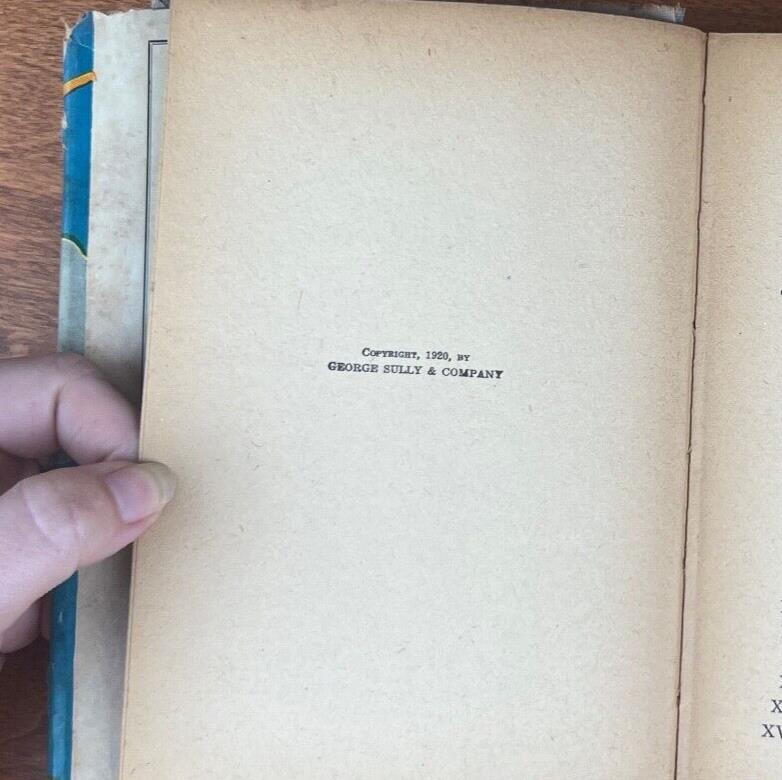 Copyright, 1920, by
GEORGE SULLY & COMPANY
X